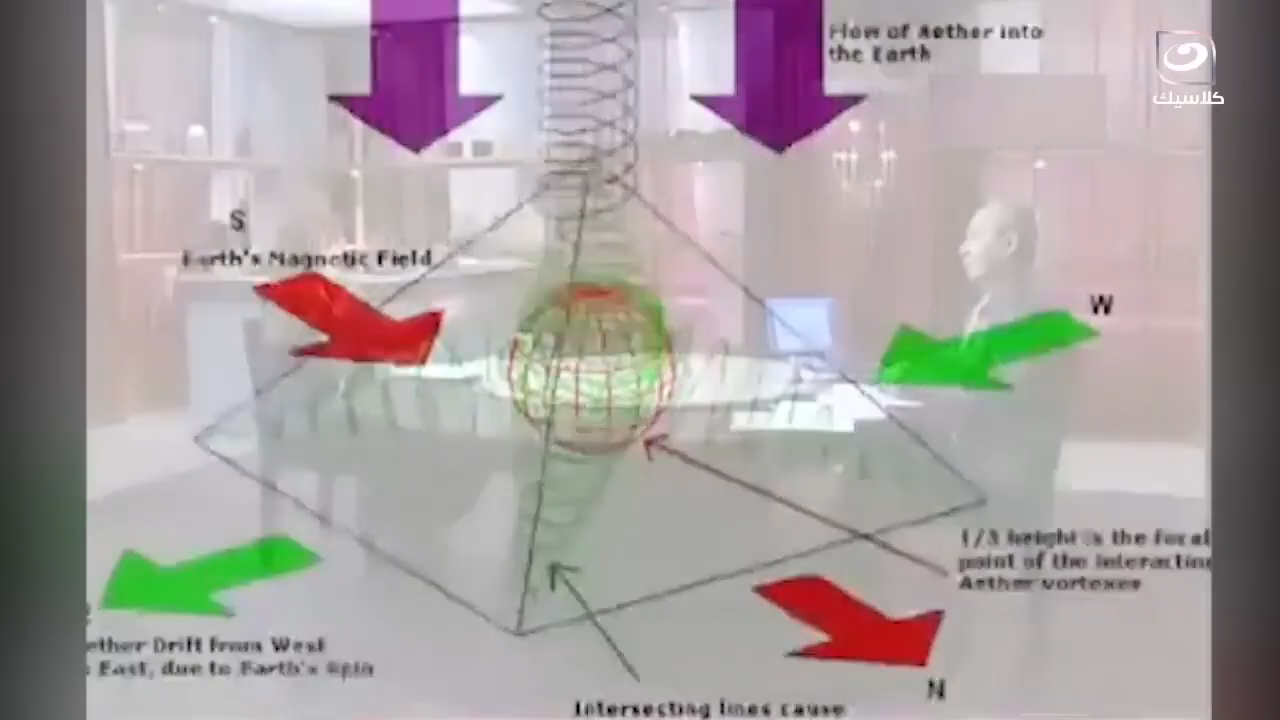 Flow of Aether into
the Earth
كلاسيك
S
Earth's Magnetic Field
W
1/3 height is the focal
point of the interacting
Aether vortexes
ether Drift from West
East, due to Earth's spin
N
Intersecting lines cause